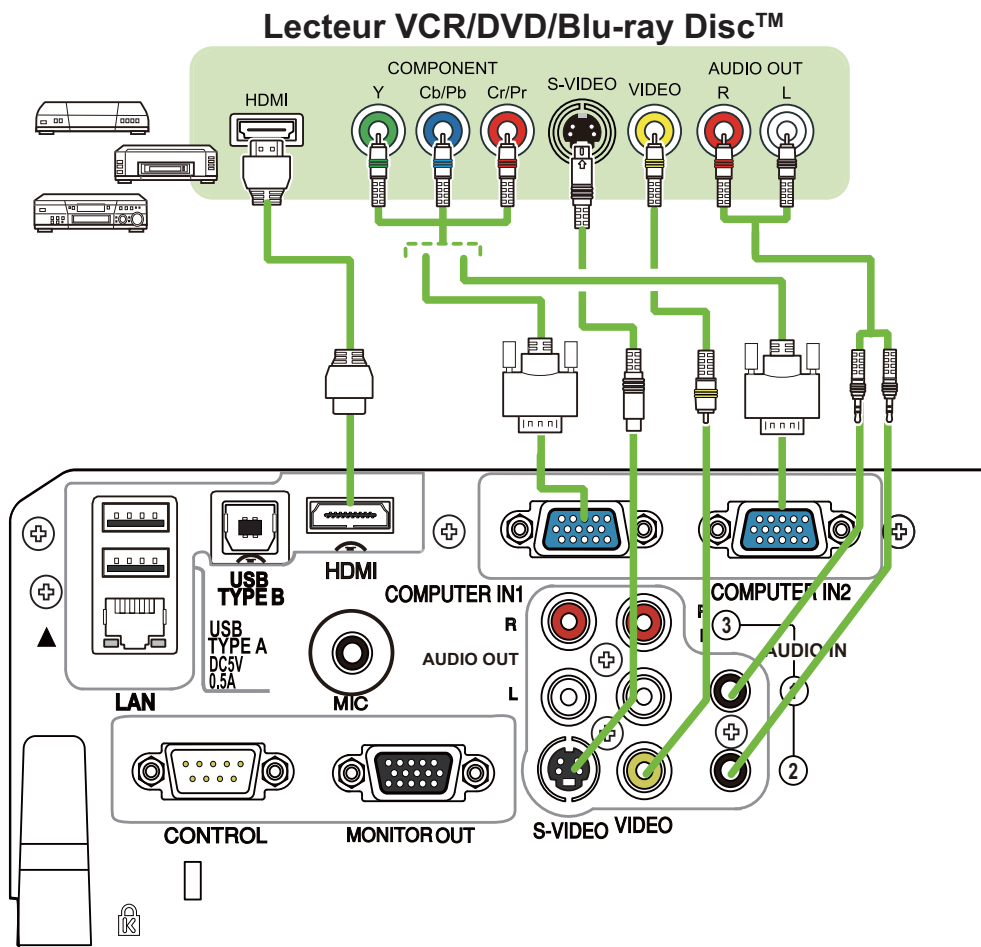 Lecteur VCR/DVD/Blu-ray Disc™
COMPONENT
AUDIO OUT
HDMI
Y
Cb/Pb
Cr/Pr
S-VIDEO
VIDEO
R
L
USB
TYPE B
HDMI
COMPUTER IN1
COMPUTER IN2
USB
TYPE A
DC5V
0.5A
LAN
MIC
R
AUDIO OUT
L
3
AUDIO IN
2
CONTROL
MONITOR OUT
S-VIDEO
VIDEO
K